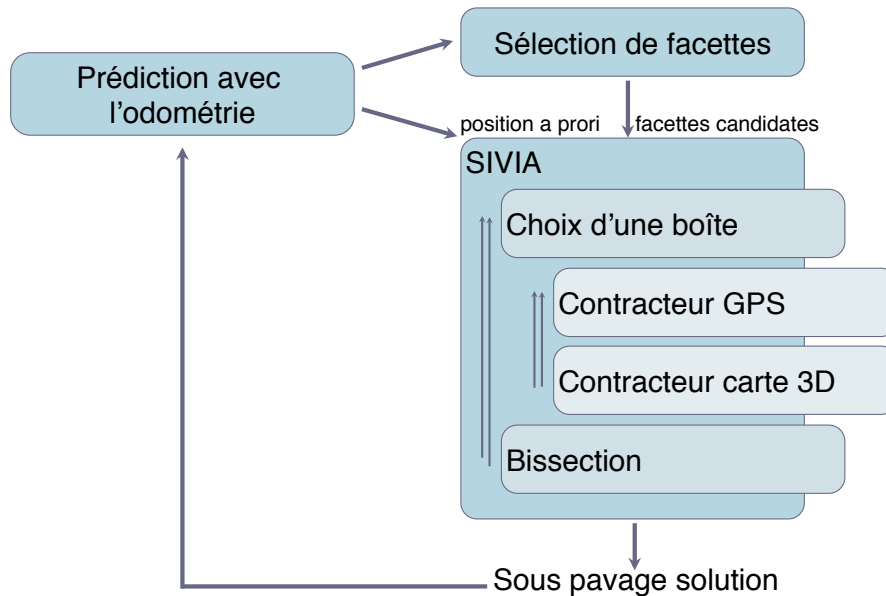 Sélection de facettes
Prédiction avec
l'odométrie
position a prori
facettes candidates
SIVIA
Choix d'une boîte
Contracteur GPS
Contracteur carte 3D
Bissection
Sous pavage solution